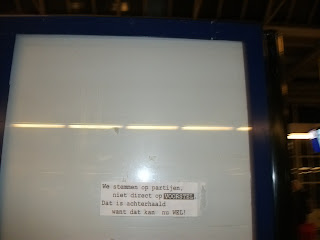 We stemmen op partijen,
niet direct op VOORSTEL
Dat is achterhaald
want dat kan nu WEL!